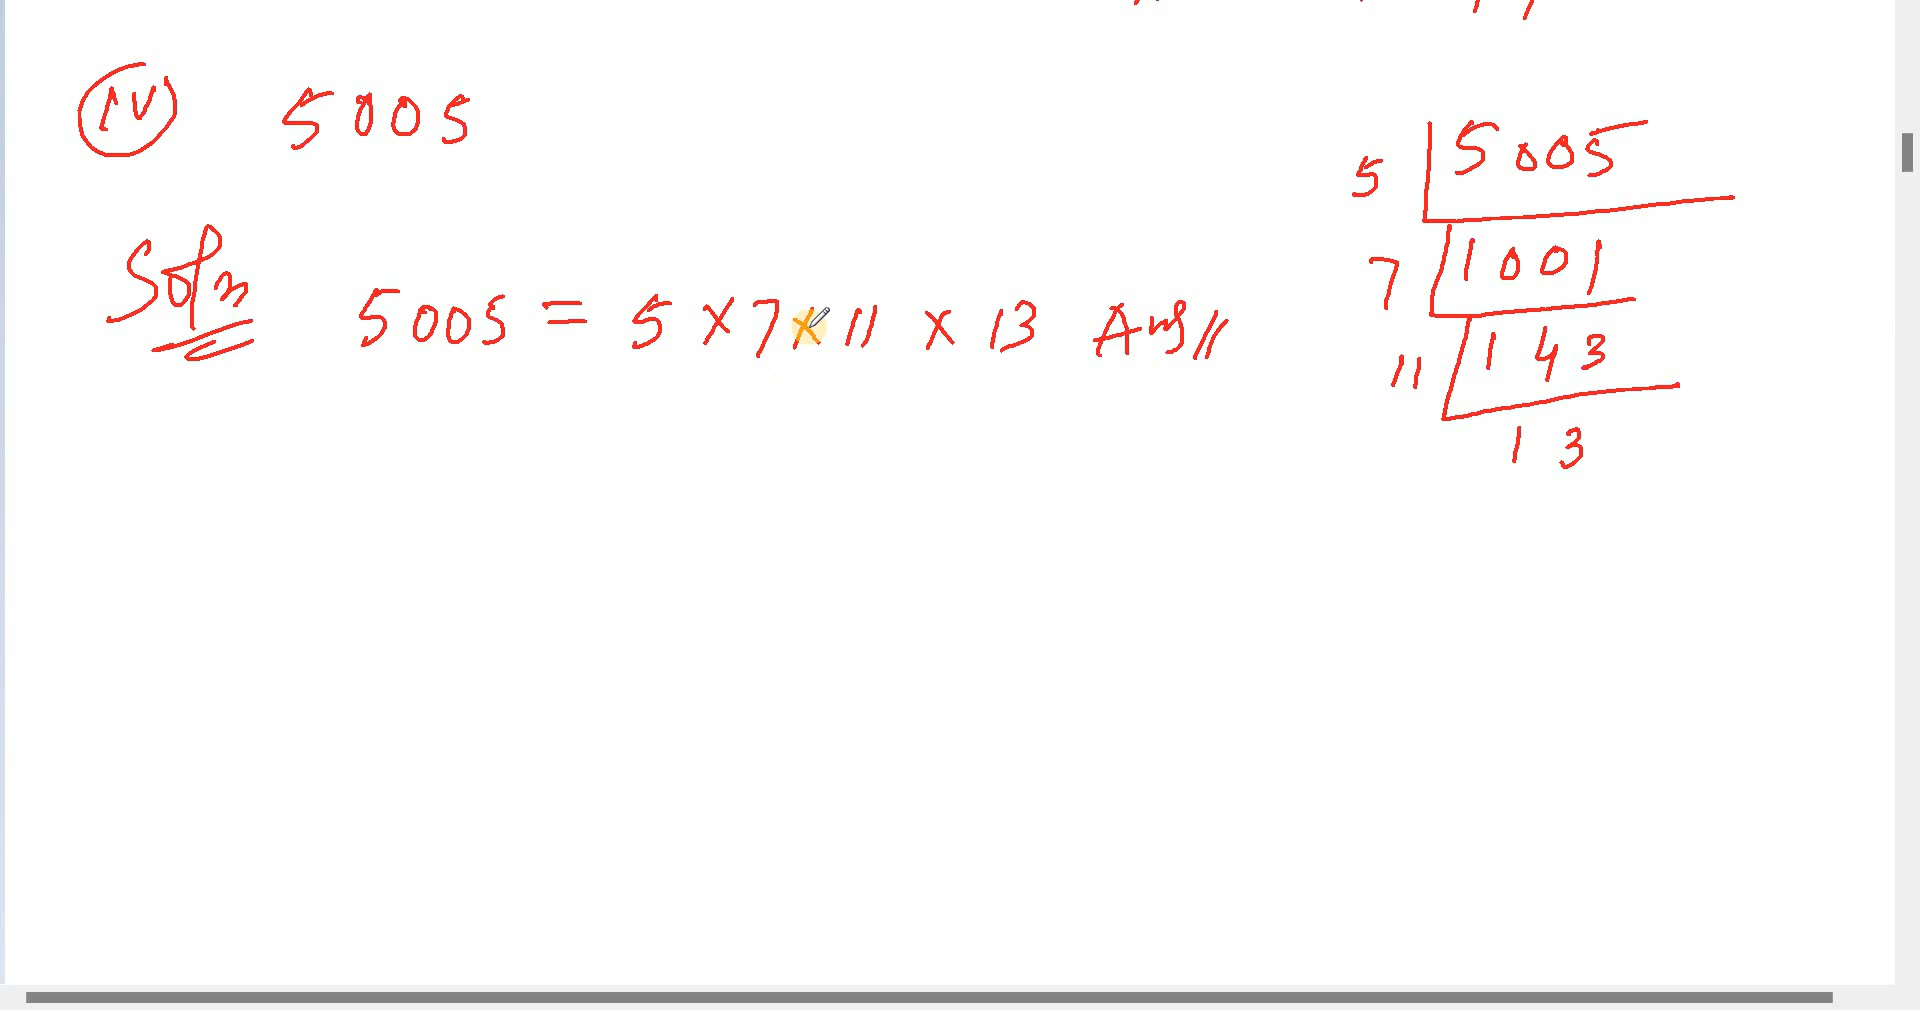 (iv) 5005
Soln 5005 = 5 × 7 × 11 × 13 Ans//
5 | 5005
7 | 1001
11 | 143
13